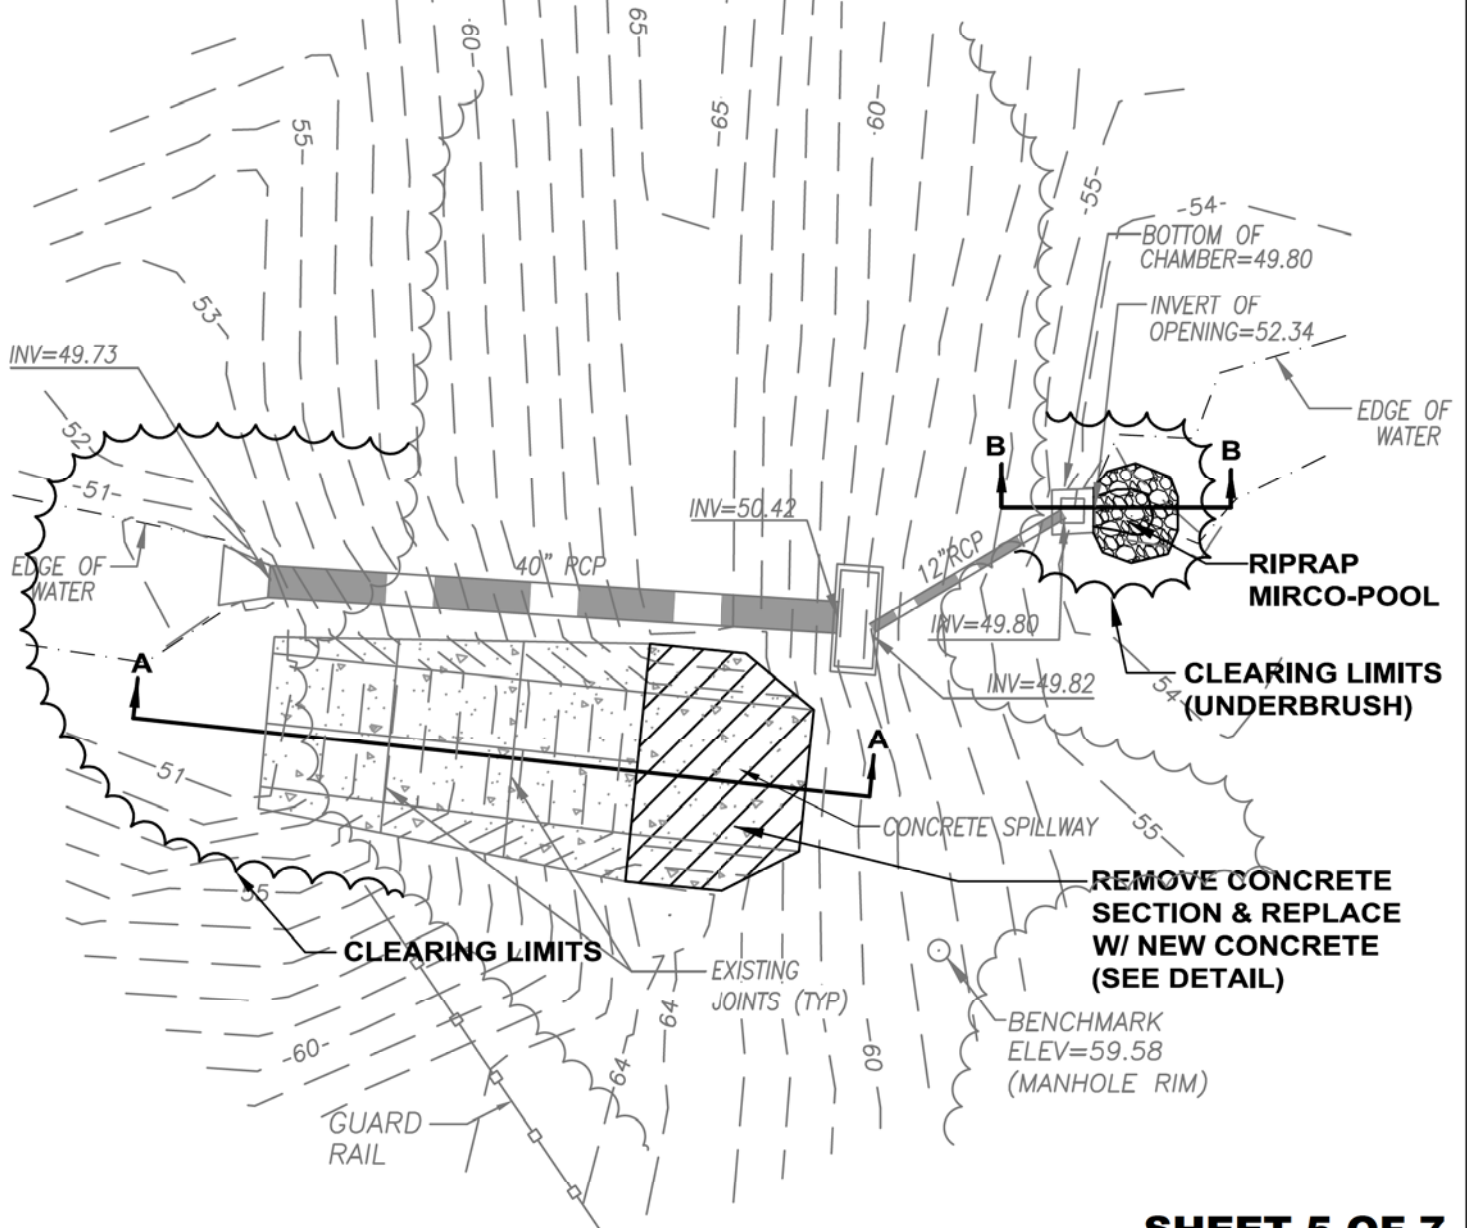 -60-
65-
-65-
-60-
55-
-55-
-54-
BOTTOM OF
CHAMBER=49.80
53
INVERT OF
OPENING=52.34
INV=49.73
EDGE OF
WATER
52
-51-
B
B
INV=50.42
EDGE OF
WATER
40" RCP
12"RCP
RIPRAP
MIRCO-POOL
INV=49.80
A
INV=49.82
54
CLEARING LIMITS
(UNDERBRUSH)
A
51
CONCRETE SPILLWAY
55
55
REMOVE CONCRETE
SECTION & REPLACE
W/ NEW CONCRETE
(SEE DETAIL)
CLEARING LIMITS
EXISTING
JOINTS (TYP)
64
-60-
64
60
BENCHMARK
ELEV=59.58
(MANHOLE RIM)
GUARD
RAIL
SHEET 5 OF 7